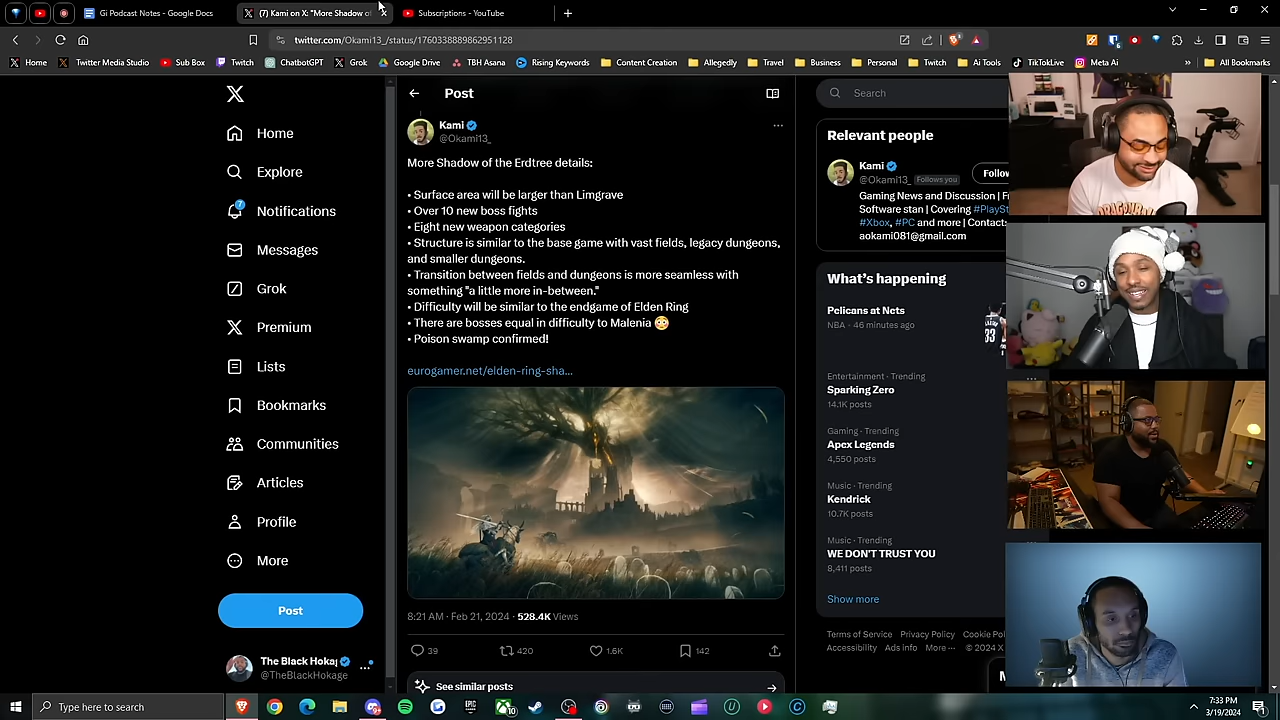 Gi Podcast Notes - Google Docs
(7) Kami on X: "More Shadow of
Subscriptions - YouTube
twitter.com/Okami13_/status/1760338889862951128
Home
Twitter Media Studio
Sub Box
Twitch
ChatbotGPT
Grok
Google Drive
TBH Asana
Rising Keywords
Content Creation
Allegedly
Travel
Business
Personal
Twitch
Ai Tools
TikTokLive
Meta Ai
»
All Bookmarks
Home
Explore
7
Notifications
Messages
Grok
Premium
Lists
Bookmarks
Communities
Articles
Profile
More
Post
The Black Hokag
@TheBlackHokage
Post
Kami
@Okami13_
More Shadow of the Erdtree details:
• Surface area will be larger than Limgrave
• Over 10 new boss fights
• Eight new weapon categories
• Structure is similar to the base game with vast fields, legacy dungeons,
and smaller dungeons.
• Transition between fields and dungeons is more seamless with
something "a little more in-between."
• Difficulty will be similar to the endgame of Elden Ring
• There are bosses equal in difficulty to Malenia 😳
• Poison swamp confirmed!
eurogamer.net/elden-ring-sha...
8:21 AM · Feb 21, 2024 · 528.4K Views
39
420
1.6K
142
See similar posts
Search
Relevant people
Kami
@Okami13_ Follows you
Follow
Gaming News and Discussion | Fr
Software stan | Covering #PlaySt
#Xbox, #PC and more | Contact:
aokami081@gmail.com
What's happening
Pelicans at Nets
NBA · 46 minutes ago
Entertainment · Trending
Sparking Zero
14.1K posts
Gaming · Trending
Apex Legends
4,550 posts
Music · Trending
Kendrick
10.7K posts
Music · Trending
WE DON'T TRUST YOU
8,411 posts
Show more
Terms of Service Privacy Policy Cookie Pol
Accessibility Ads info More ··· © 2024 X
Type here to search
7:33 PM
3/19/2024